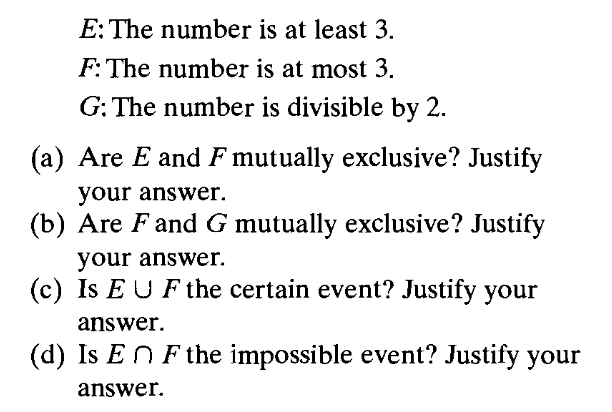 E: The number is at least 3.
F: The number is at most 3.
G: The number is divisible by 2.
(a) Are E and F mutually exclusive? Justify
your answer.
(b) Are F and G mutually exclusive? Justify
your answer.
(c) Is E ∪ F the certain event? Justify your
answer.
(d) Is E ∩ F the impossible event? Justify your
answer.